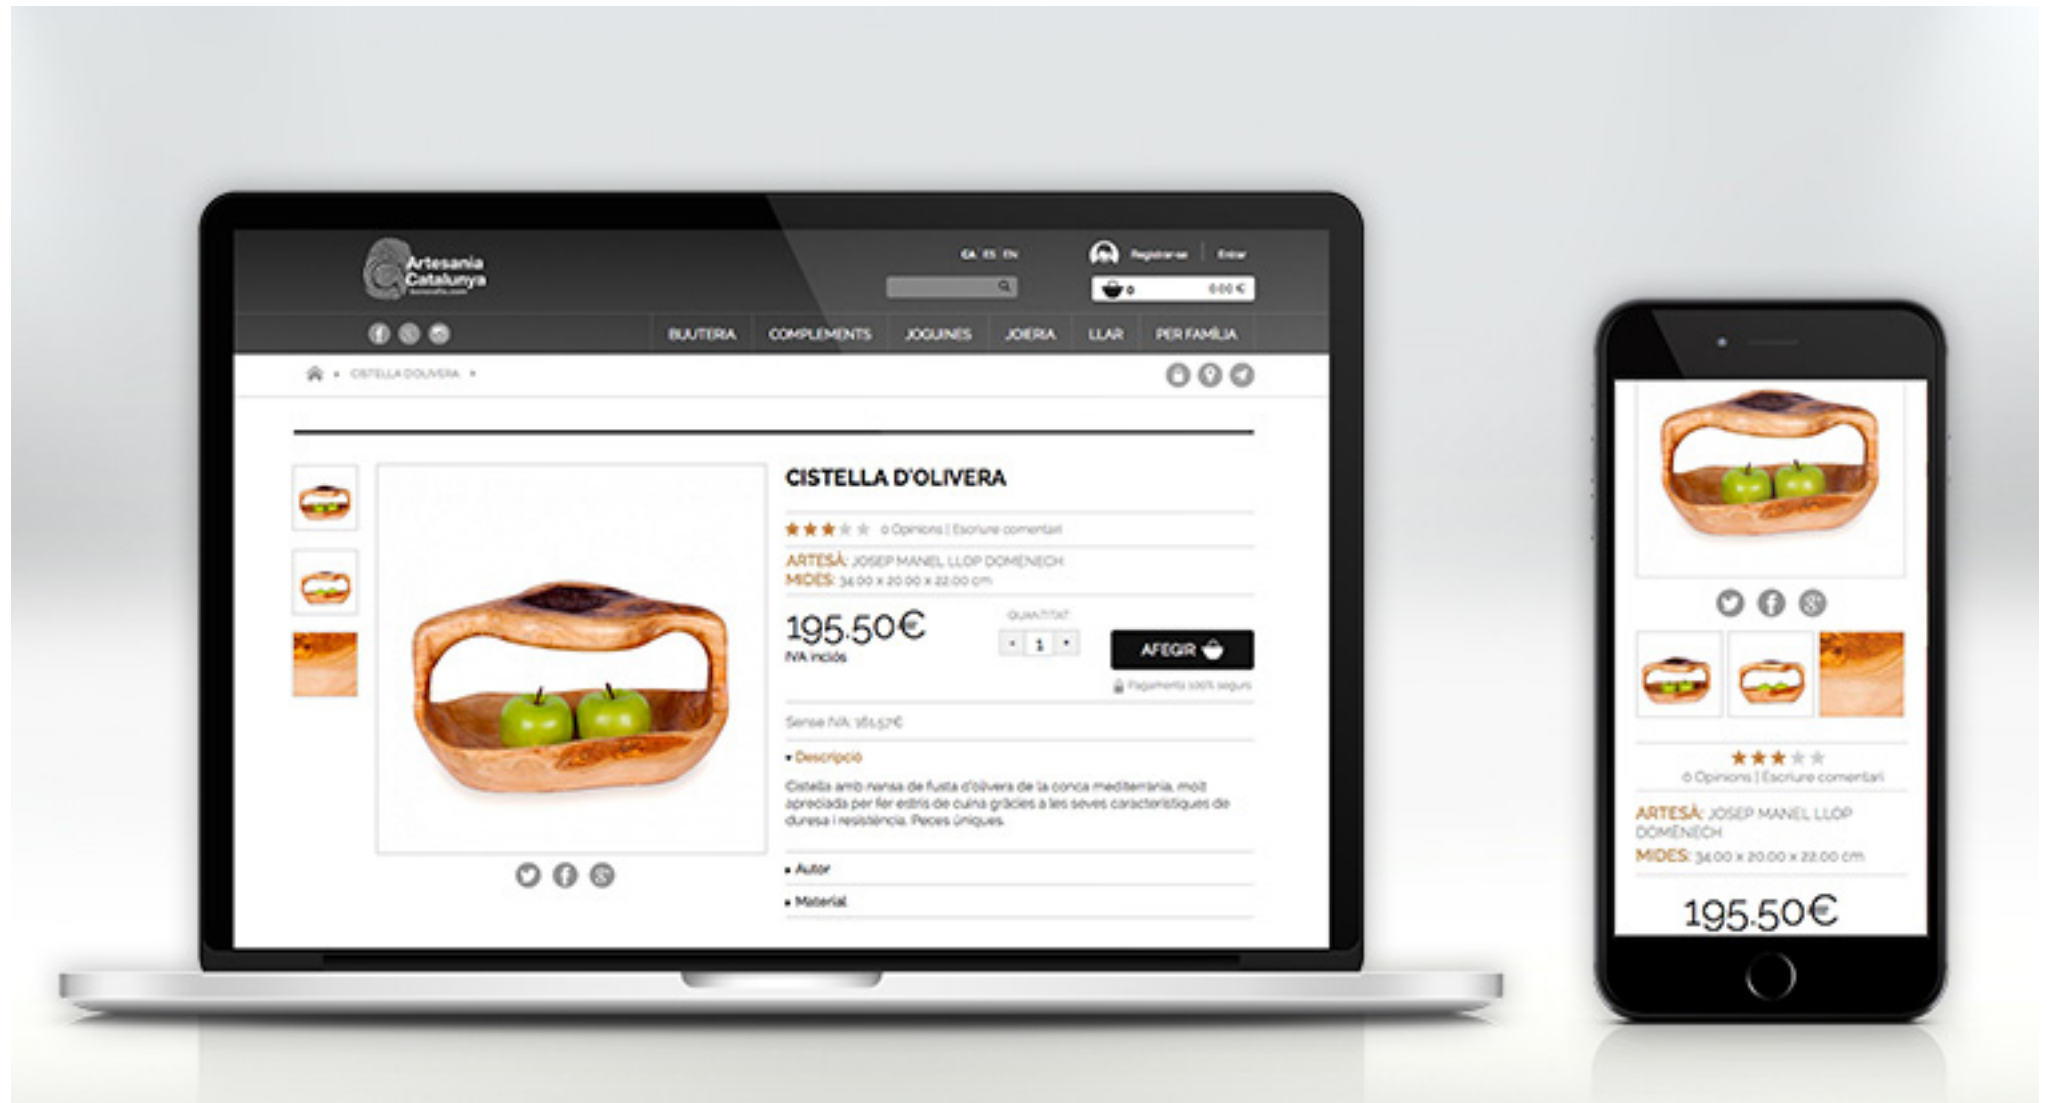 Artesania
Catalunya
CA ES EN
Registrar-se | Entrar
0 0.00 €
BIJUTERIA COMPLEMENTS JOGUINES JOIERIA LLAR PER FAMÍLIA
CISTELLA D'OLIVERA
CISTELLA D'OLIVERA
0 Opinions | Escriure comentari
ARTESÀ: JOSEP MANEL LLOP DOMÈNECH
MIDES: 34.00 x 20.00 x 22.00 cm
195.50€
IVA inclós
QUANTITAT:
- 1 +
AFEGIR
Pagaments 100% segurs
Sense IVA: 161.57€
Descripció
Cistella amb nansa de fusta d'olivera de la conca mediterrània, molt
apreciada per fer estris de cuina gràcies a les seves característiques de
duresa i resistència. Peces úniques.
Autor
Material
0 Opinions | Escriure comentari
ARTESÀ: JOSEP MANEL LLOP
DOMÈNECH
MIDES: 34.00 x 20.00 x 22.00 cm
195.50€